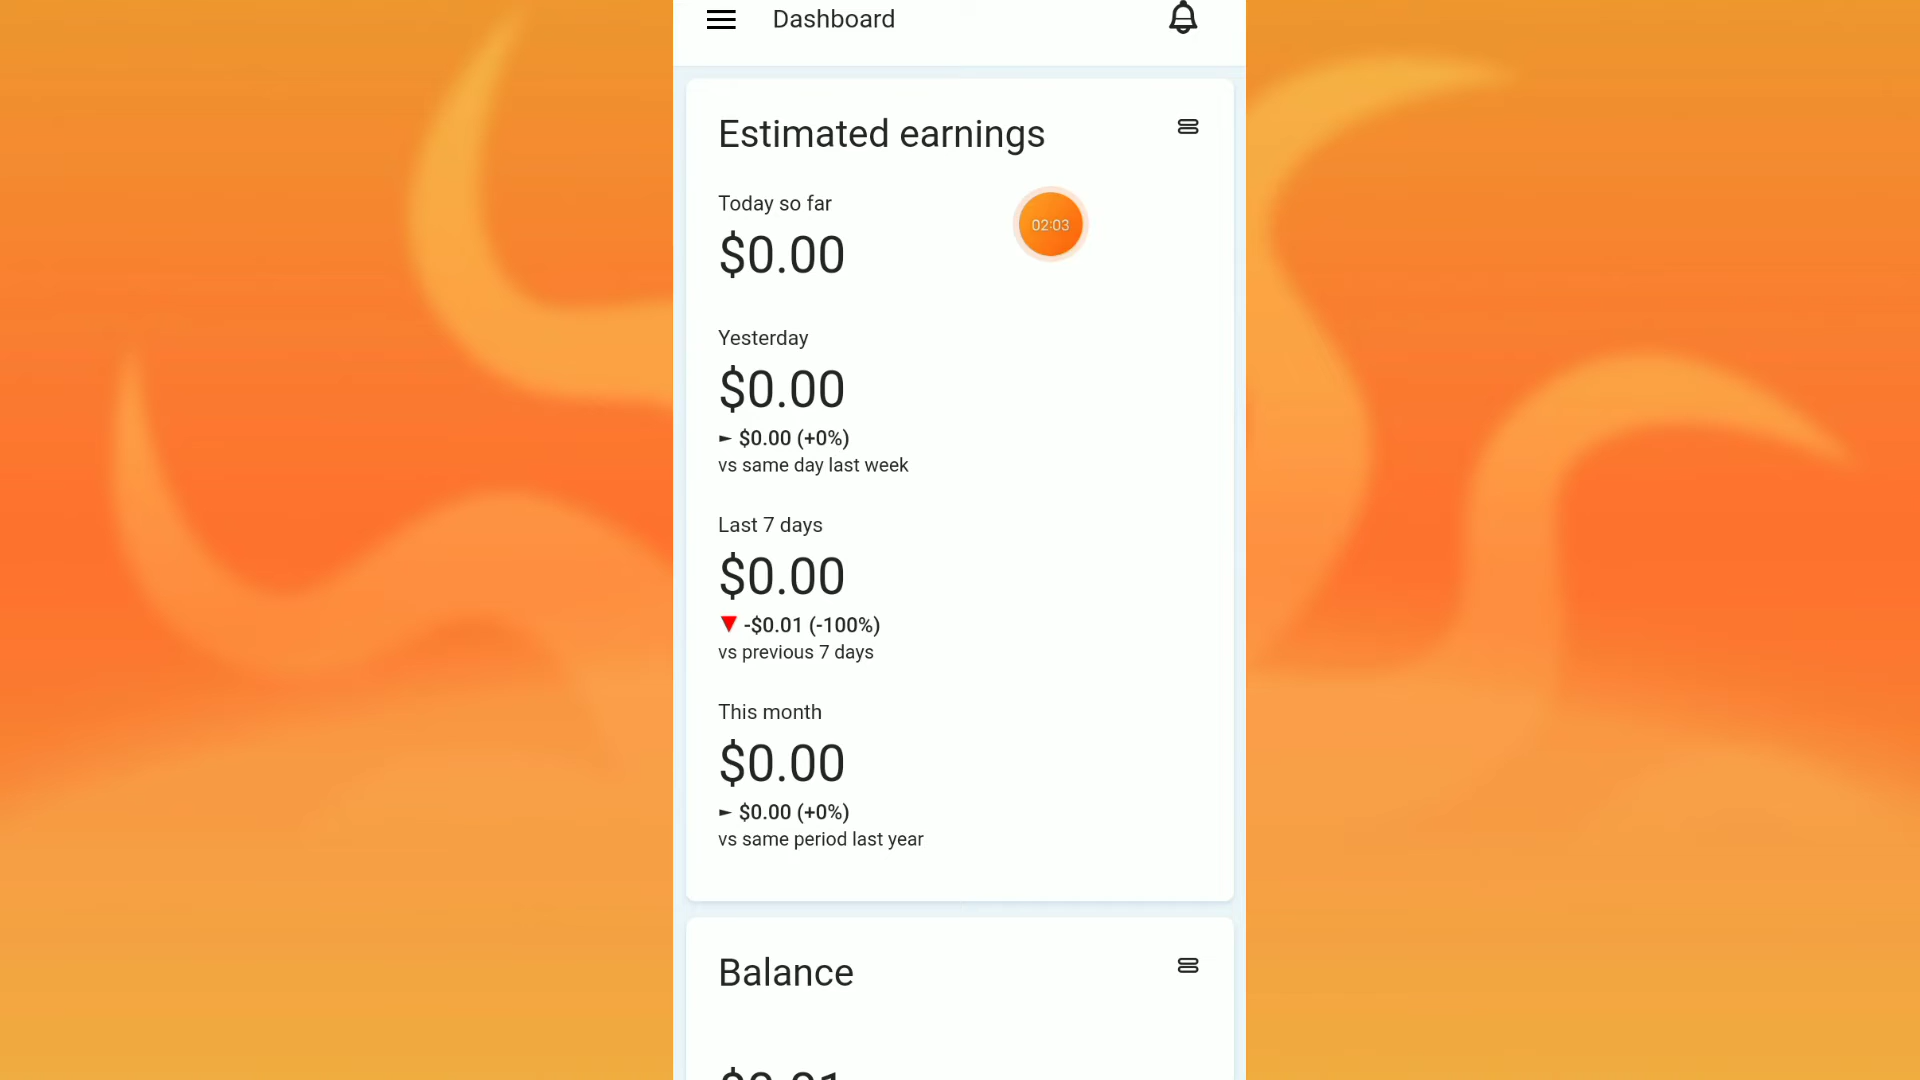 Dashboard
Estimated earnings
Today so far
$0.00
02:03
Yesterday
$0.00
► $0.00 (+0%)
vs same day last week
Last 7 days
$0.00
▼ -$0.01 (-100%)
vs previous 7 days
This month
$0.00
► $0.00 (+0%)
vs same period last year
Balance